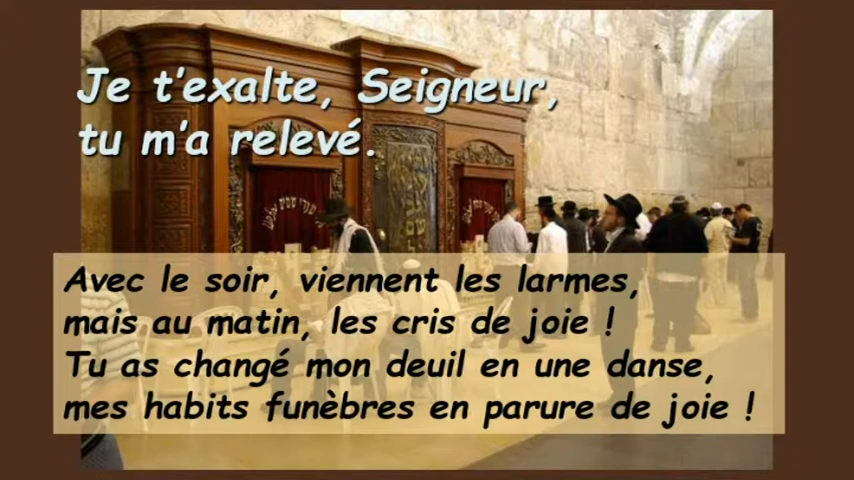 Je t'exalte, Seigneur,
tu m'a relevé.
Avec le soir, viennent les larmes,
mais au matin, les cris de joie !
Tu as changé mon deuil en une danse,
mes habits funèbres en parure de joie !